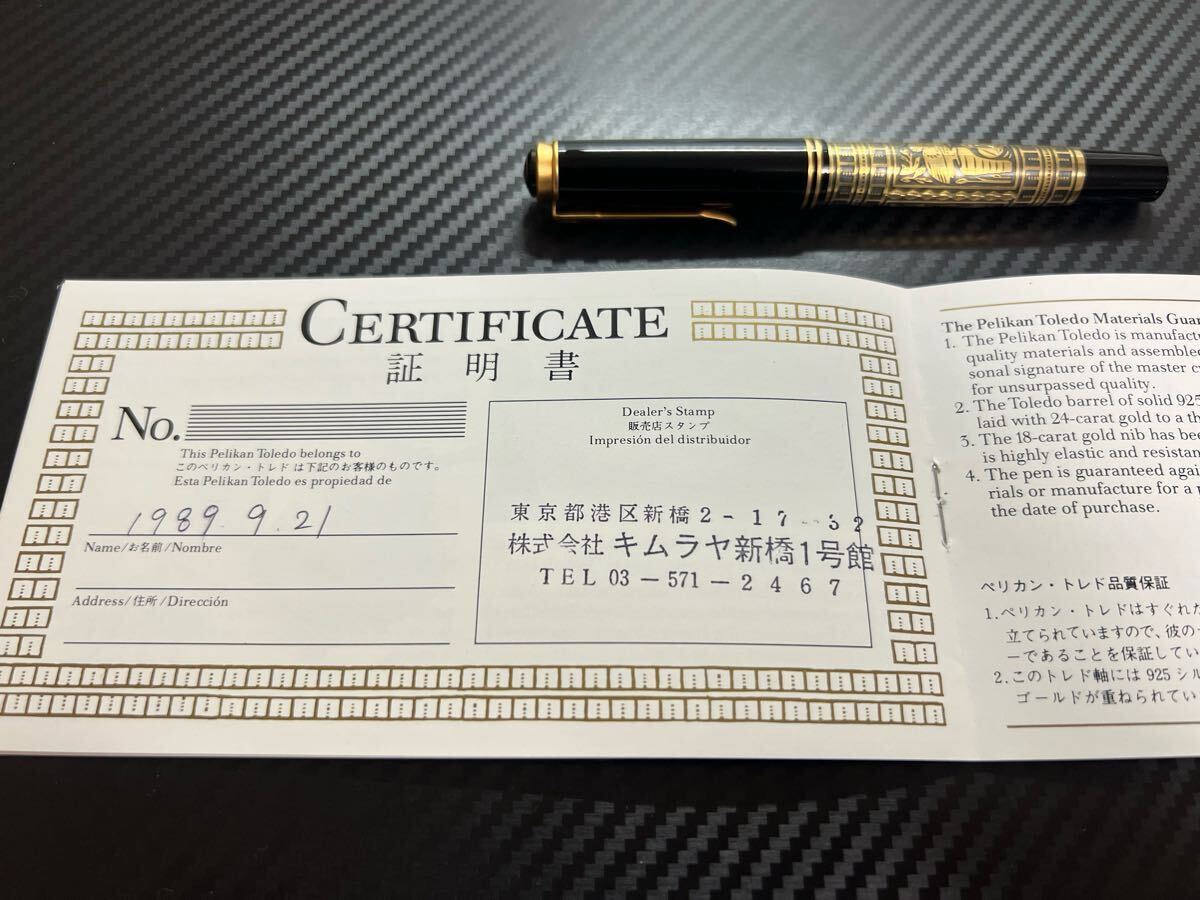 CERTIFICATE
証明書
No.
This Pelikan Toledo belongs to
このペリカン・トレド は下記のお客様のものです。
Esta Pelikan Toledo es propiedad de
1989. 9. 21
Name/お名前/Nombre
Address/住所/Dirección
Dealer's Stamp
販売店スタンプ
Impresión del distribuidor
東京都港区新橋2-17-32
株式会社 キムラヤ新橋1号館
TEL 03-571-2467
The Pelikan Toledo Materials Guar
1. The Pelikan Toledo is manufactu
quality materials and assembled
sonal signature of the master c
for unsurpassed quality.
2. The Toledo barrel of solid 925
laid with 24-carat gold to a th
3. The 18-carat gold nib has bee
is highly elastic and resistan
4. The pen is guaranteed agai
rials or manufacture for a
the date of purchase.
ペリカン・トレド品質保証
1.ペリカン・トレドはすぐれた
立てられていますので、彼の
ーであることを保証してい
2.このトレド軸には925シル
ゴールドが重ねられてい